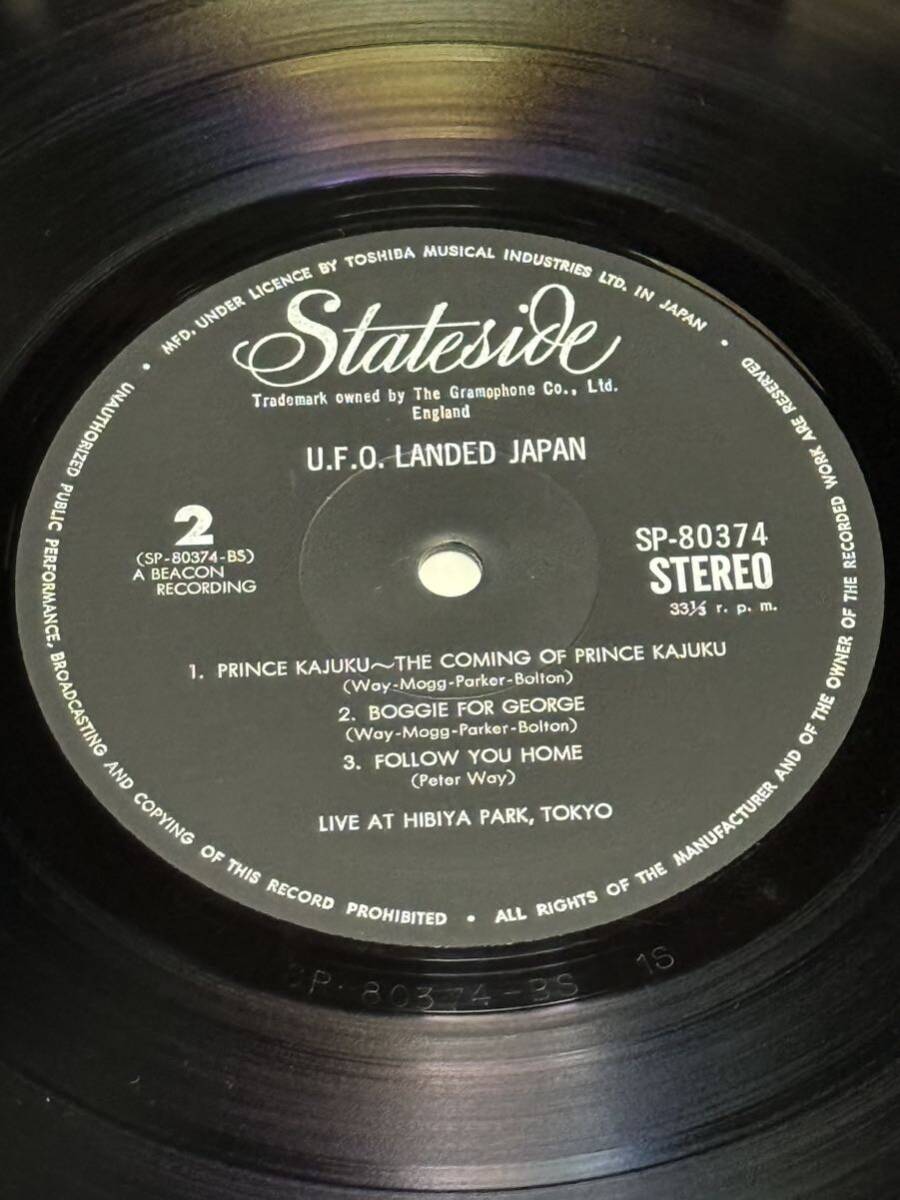 MFD. UNDER LICENCE BY TOSHIBA MUSICAL INDUSTRIES LTD. IN JAPAN •
Stateside
Trademark owned by The Gramophone Co., Ltd.
England
U.F.O. LANDED JAPAN
2
(SP-80374-BS)
A BEACON
RECORDING
SP-80374
STEREO
33⅓ r. p. m.
1. PRINCE KAJUKU~THE COMING OF PRINCE KAJUKU
(Way-Mogg-Parker-Bolton)
2. BOGGIE FOR GEORGE
(Way-Mogg-Parker-Bolton)
3. FOLLOW YOU HOME
(Peter Way)
LIVE AT HIBIYA PARK, TOKYO
ALL RIGHTS OF THE MANUFACTURER AND OF THE OWNER OF THE RECORDED WORK ARE RESERVED
• UNAUTHORIZED PUBLIC PERFORMANCE, BROADCASTING AND COPYING OF THIS RECORD PROHIBITED •
SP-80374-BS 1S